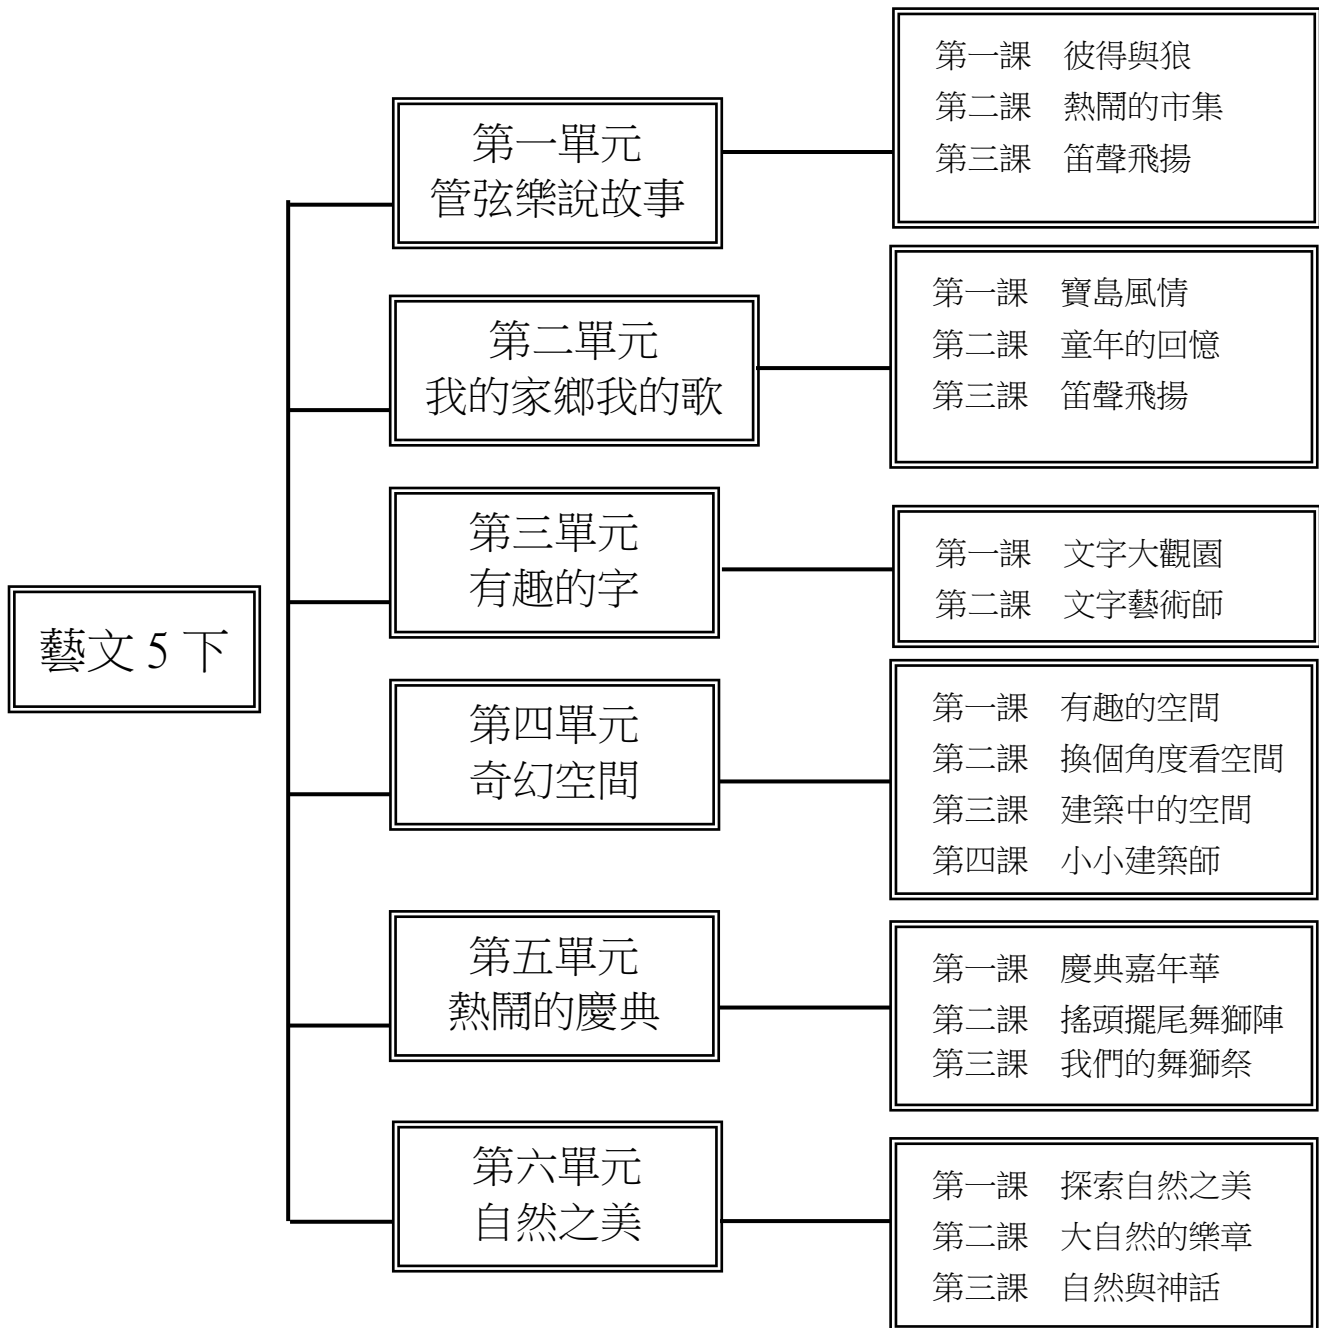 藝文 5 下
第一單元
管弦樂說故事
第一課　彼得與狼
第二課　熱鬧的市集
第三課　笛聲飛揚
第二單元
我的家鄉我的歌
第一課　寶島風情
第二課　童年的回憶
第三課　笛聲飛揚
第三單元
有趣的字
第一課　文字大觀園
第二課　文字藝術師
第四單元
奇幻空間
第一課　有趣的空間
第二課　換個角度看空間
第三課　建築中的空間
第四課　小小建築師
第五單元
熱鬧的慶典
第一課　慶典嘉年華
第二課　搖頭擺尾舞獅陣
第三課　我們的舞獅祭
第六單元
自然之美
第一課　探索自然之美
第二課　大自然的樂章
第三課　自然與神話